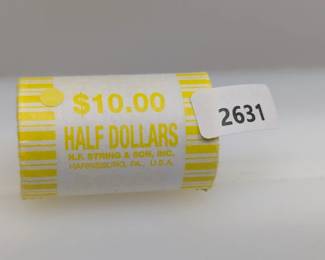 $10.00
HALF DOLLARS
N.F. STRING & SON, INC.
HARRISBURG, PA., U.S.A.
2631